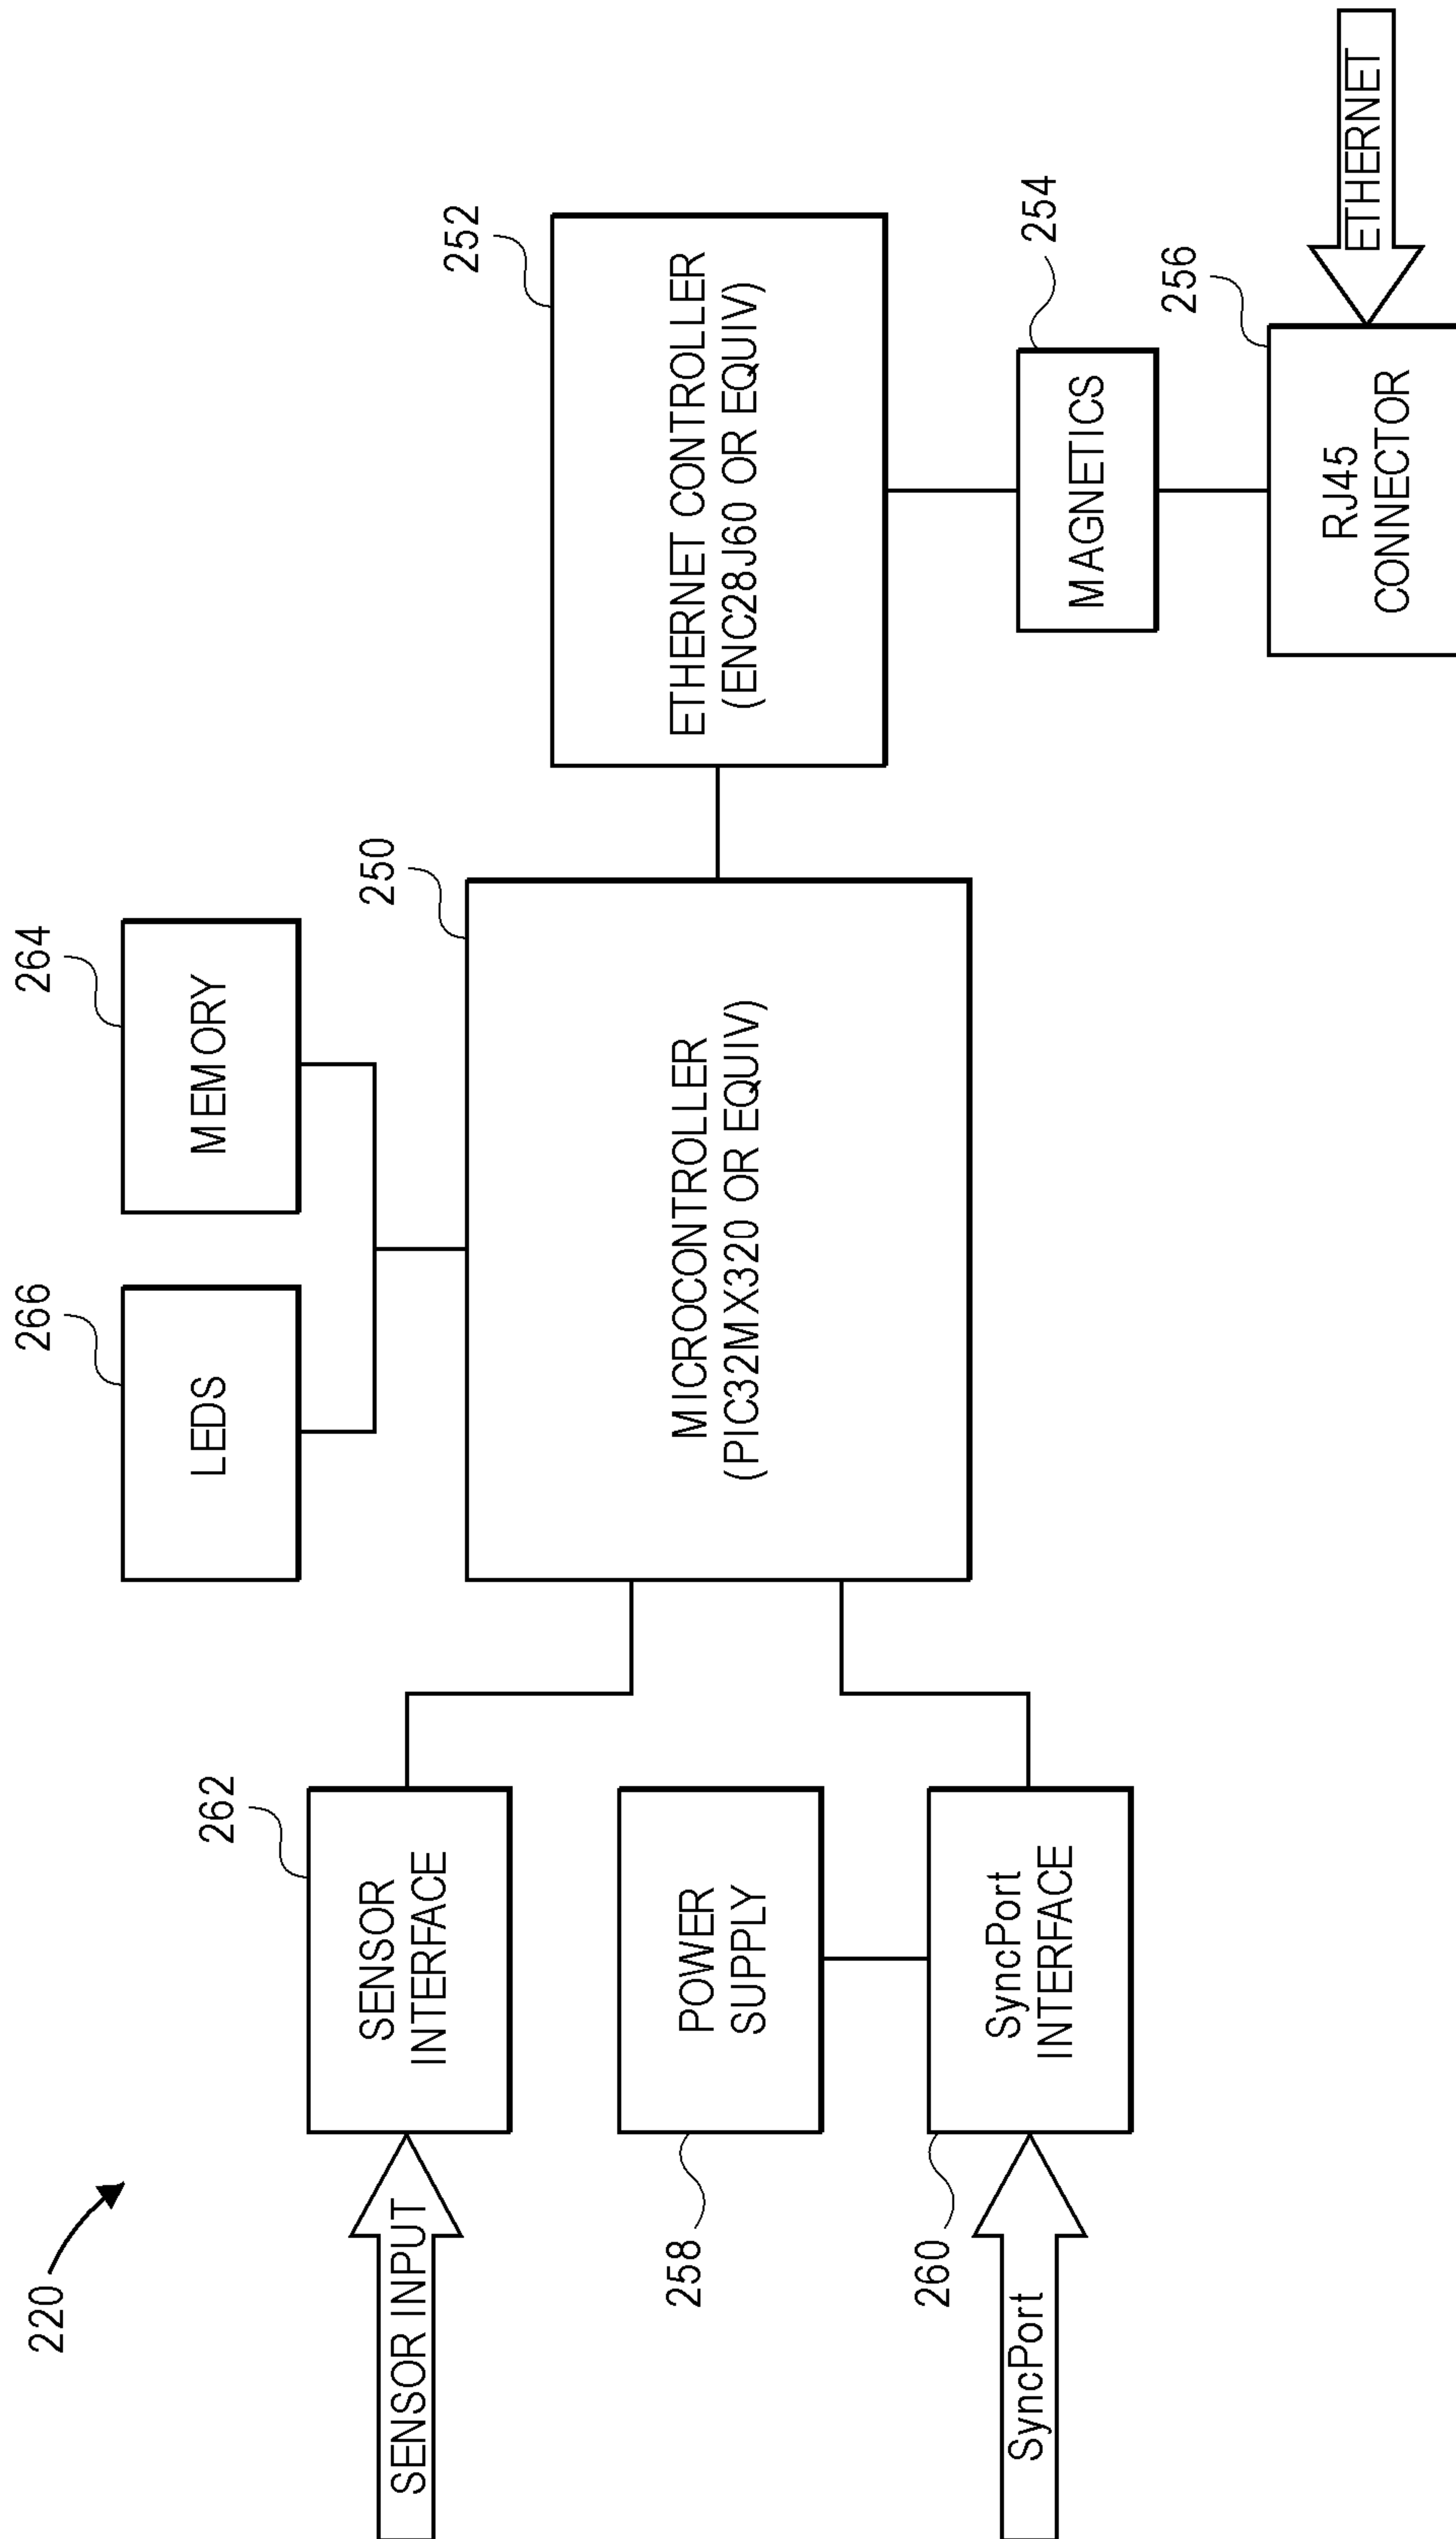 220
SENSOR INPUT
SENSOR
INTERFACE
262
POWER
SUPPLY
258
SyncPort
SyncPort
INTERFACE
260
LEDS
266
MEMORY
264
MICROCONTROLLER
(PIC32MX320 OR EQUIV)
250
ETHERNET CONTROLLER
(ENC28J60 OR EQUIV)
252
MAGNETICS
254
RJ45
CONNECTOR
256
ETHERNET